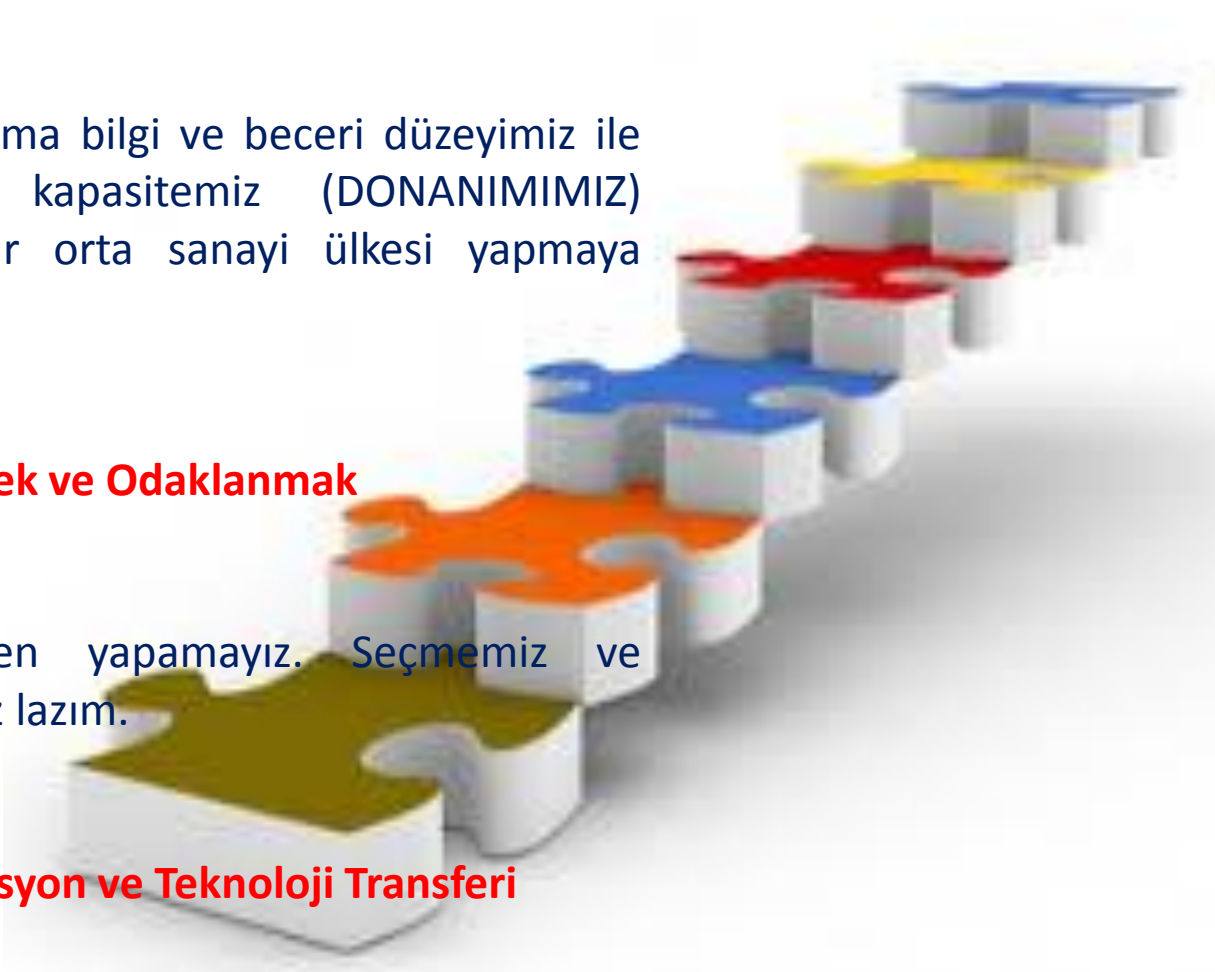 ma bilgi ve beceri düzeyimiz ile
kapasitemiz (DONANIMIMIZ)
r orta sanayi ülkesi yapmaya
ek ve Odaklanmak
en yapamayız. Seçmemiz ve
z lazım.
syon ve Teknoloji Transferi